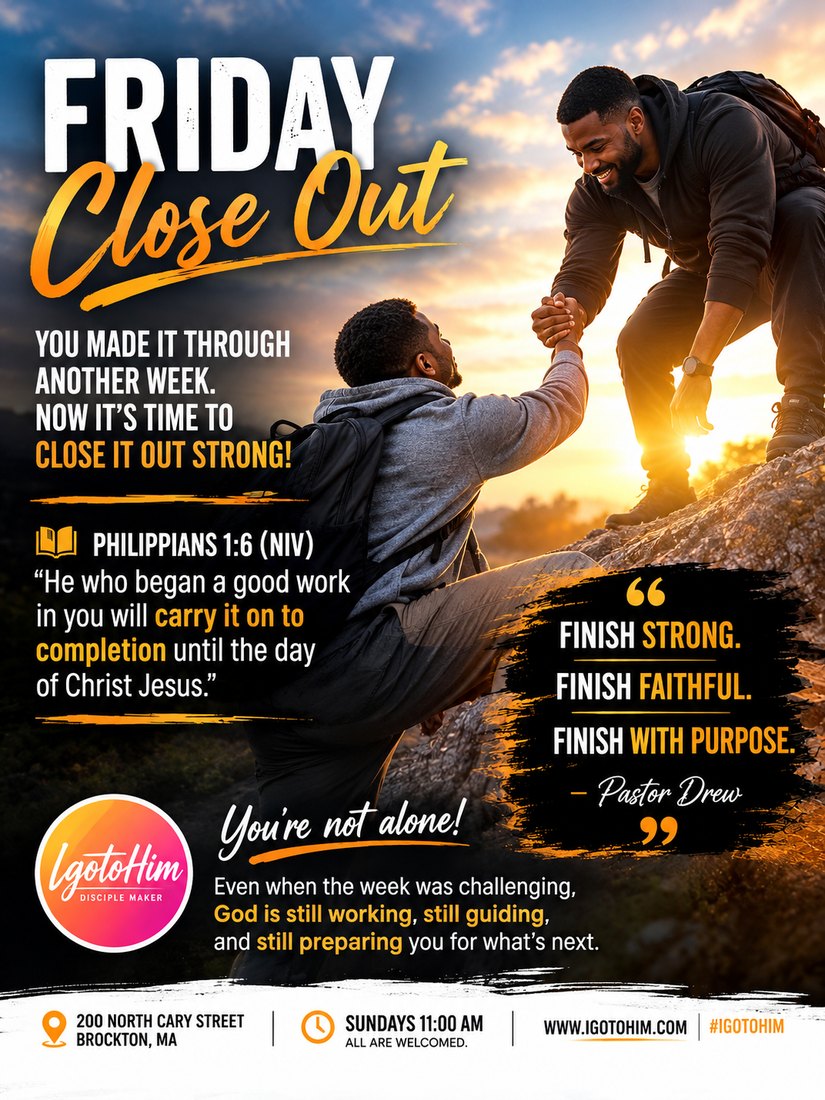 FRIDAY
Close Out
YOU MADE IT THROUGH
ANOTHER WEEK.
NOW IT'S TIME TO
CLOSE IT OUT STRONG!
PHILIPPIANS 1:6 (NIV)
“He who began a good work
in you will carry it on to
completion until the day
of Christ Jesus.”
“
FINISH STRONG.
FINISH FAITHFUL.
FINISH WITH PURPOSE.
– Pastor Drew
”
IgotoHim
DISCIPLE MAKER
You're not alone!
Even when the week was challenging,
God is still working, still guiding,
and still preparing you for what's next.
200 NORTH CARY STREET
BROCKTON, MA
SUNDAYS 11:00 AM
ALL ARE WELCOMED.
WWW.IGOTOHIM.COM | #IGOTOHIM